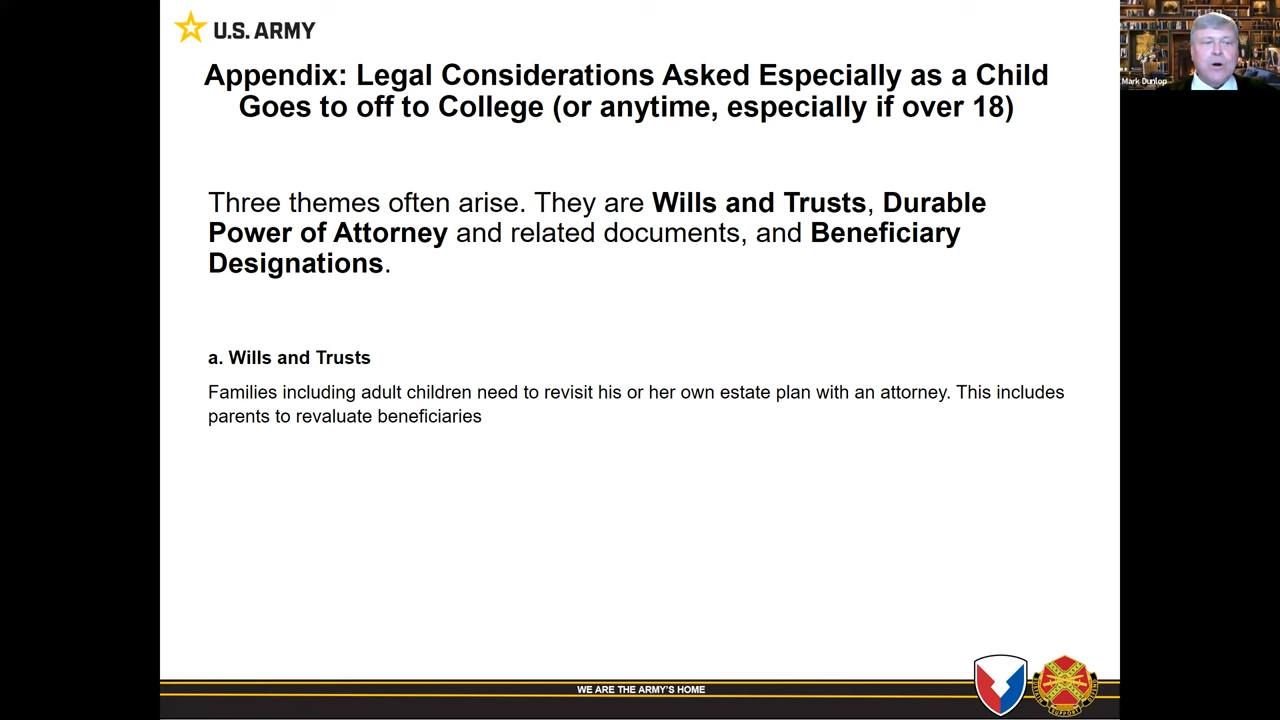 U.S. ARMY
Mark Dunlop
Appendix: Legal Considerations Asked Especially as a Child
Goes to off to College (or anytime, especially if over 18)
Three themes often arise. They are Wills and Trusts, Durable
Power of Attorney and related documents, and Beneficiary
Designations.
a. Wills and Trusts
Families including adult children need to revisit his or her own estate plan with an attorney. This includes
parents to revaluate beneficiaries
WE ARE THE ARMY'S HOME
SUPPORT